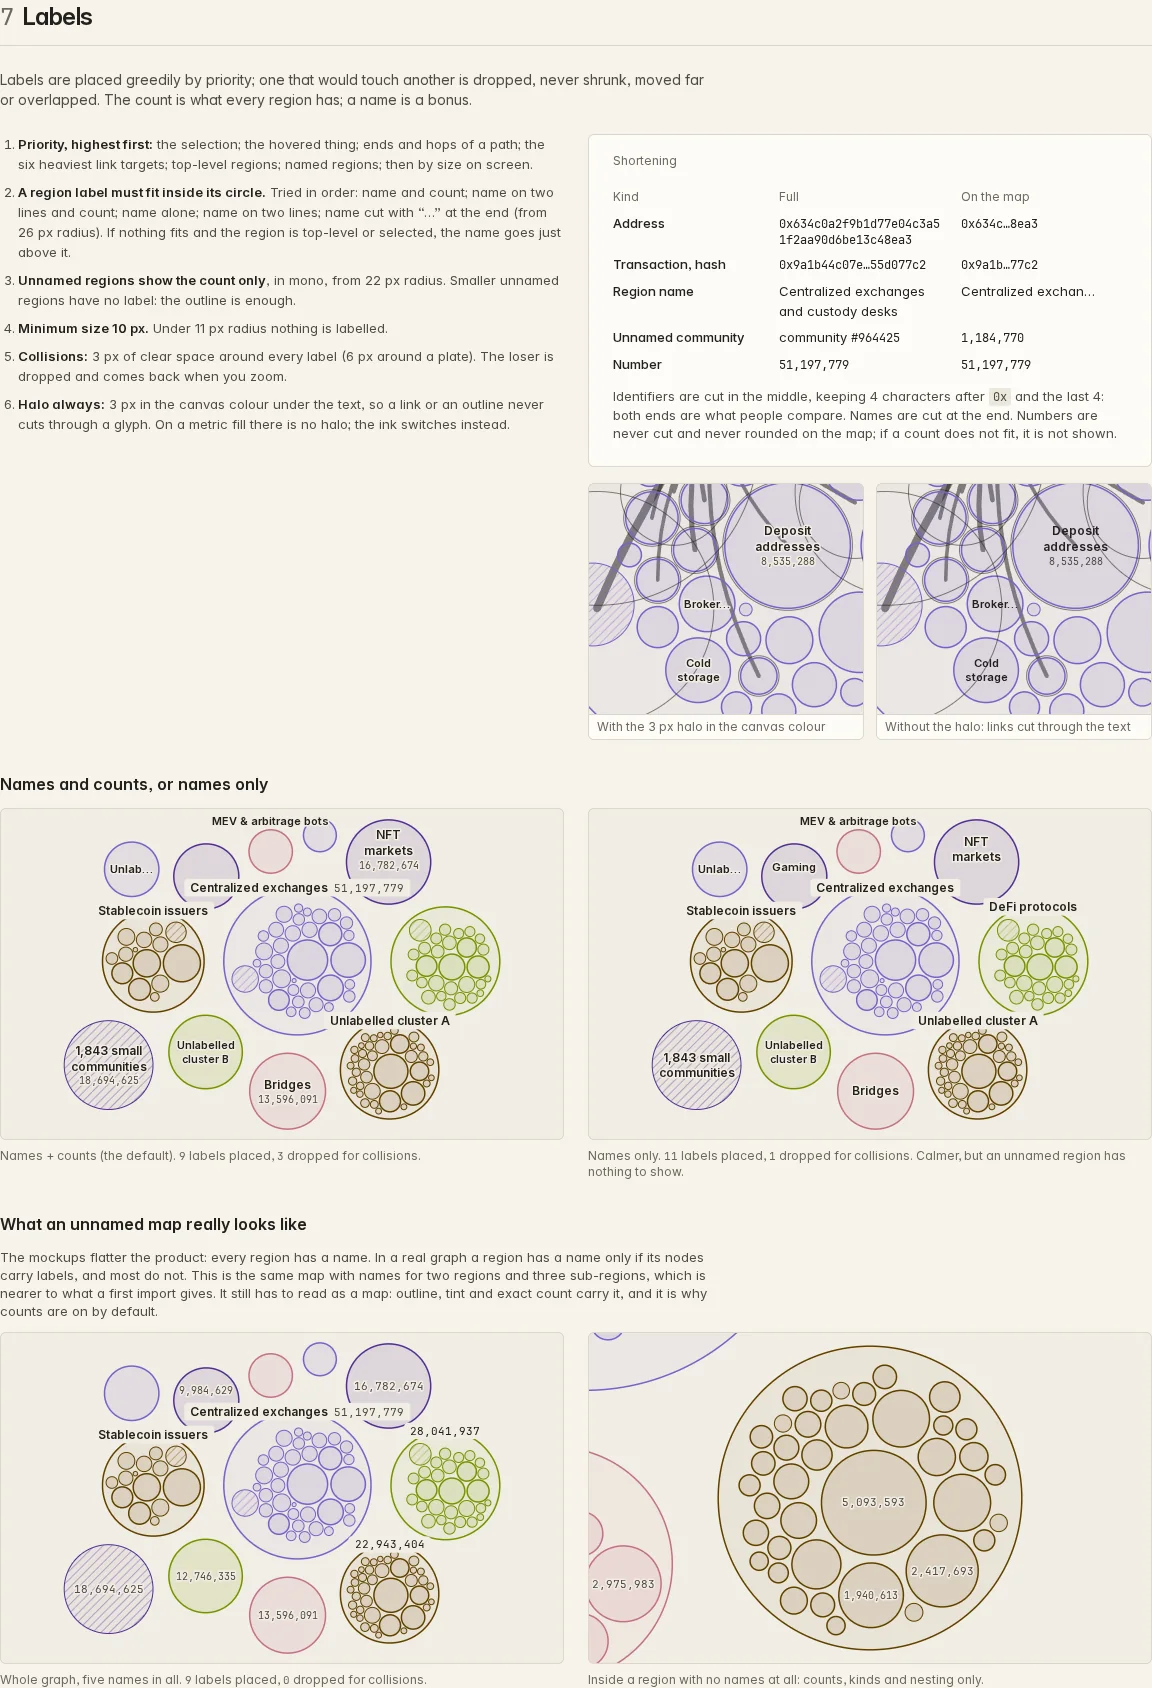 7 Labels
Labels are placed greedily by priority; one that would touch another is dropped, never shrunk, moved far
or overlapped. The count is what every region has; a name is a bonus.
1. Priority, highest first: the selection; the hovered thing; ends and hops of a path; the
six heaviest link targets; top-level regions; named regions; then by size on screen.
2. A region label must fit inside its circle. Tried in order: name and count; name on two
lines and count; name alone; name on two lines; name cut with “…” at the end (from
26 px radius). If nothing fits and the region is top-level or selected, the name goes just
above it.
3. Unnamed regions show the count only, in mono, from 22 px radius. Smaller unnamed
regions have no label: the outline is enough.
4. Minimum size 10 px. Under 11 px radius nothing is labelled.
5. Collisions: 3 px of clear space around every label (6 px around a plate). The loser is
dropped and comes back when you zoom.
6. Halo always: 3 px in the canvas colour under the text, so a link or an outline never
cuts through a glyph. On a metric fill there is no halo; the ink switches instead.
Shortening
Kind Full On the map
Address 0x634c0a2f9b1d77e04c3a5 0x634c…8ea3
1f2aa90d6be13c48ea3
Transaction, hash 0x9a1b44c07e…55d077c2 0x9a1b…77c2
Region name Centralized exchanges Centralized exchan…
and custody desks
Unnamed community community #964425 1,184,770
Number 51,197,779 51,197,779
Identifiers are cut in the middle, keeping 4 characters after 0x and the last 4:
both ends are what people compare. Names are cut at the end. Numbers are
never cut and never rounded on the map; if a count does not fit, it is not shown.
Deposit
addresses
8,535,288
Broker…
Cold
storage
With the 3 px halo in the canvas colour
Deposit
addresses
8,535,288
Broker…
Cold
storage
Without the halo: links cut through the text
Names and counts, or names only
MEV & arbitrage bots
NFT
markets
16,782,674
Unlab…
Centralized exchanges 51,197,779
Stablecoin issuers
Unlabelled cluster A
1,843 small
communities
18,694,625
Unlabelled
cluster B
Bridges
13,596,091
Names + counts (the default). 9 labels placed, 3 dropped for collisions.
MEV & arbitrage bots
NFT
markets
Unlab…
Gaming
Centralized exchanges
Stablecoin issuers
DeFi protocols
Unlabelled cluster A
1,843 small
communities
Unlabelled
cluster B
Bridges
Names only. 11 labels placed, 1 dropped for collisions. Calmer, but an unnamed region has
nothing to show.
What an unnamed map really looks like
The mockups flatter the product: every region has a name. In a real graph a region has a name only if its nodes
carry labels, and most do not. This is the same map with names for two regions and three sub-regions, which is
nearer to what a first import gives. It still has to read as a map: outline, tint and exact count carry it, and it is why
counts are on by default.
9,984,629
16,782,674
Centralized exchanges 51,197,779
Stablecoin issuers
28,041,937
22,943,404
18,694,625
12,746,335
13,596,091
Whole graph, five names in all. 9 labels placed, 0 dropped for collisions.
5,093,593
2,975,983
1,940,613
2,417,693
Inside a region with no names at all: counts, kinds and nesting only.